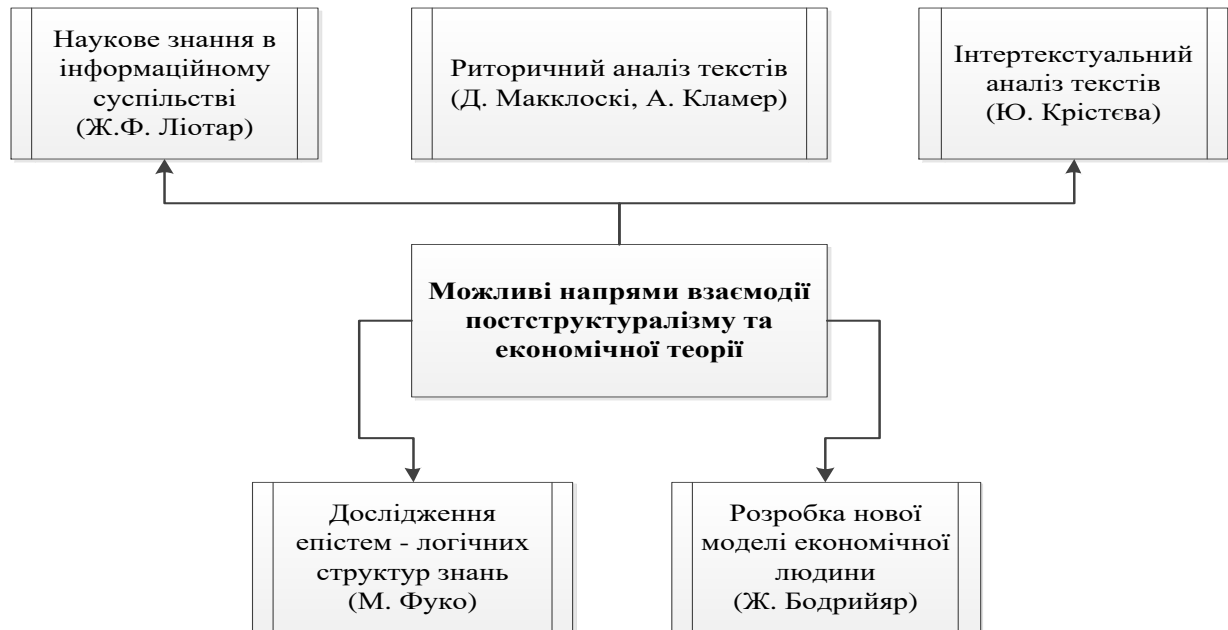 Наукове знання в
інформаційному
суспільстві
(Ж.Ф. Ліотар)
Риторичний аналіз текстів
(Д. Макклоскі, А. Кламер)
Інтертекстуальний
аналіз текстів
(Ю. Крістєва)
Можливі напрями взаємодії
постструктуралізму та
економічної теорії
Дослідження
епістем - логічних
структур знань
(М. Фуко)
Розробка нової
моделі економічної
людини
(Ж. Бодрийяр)